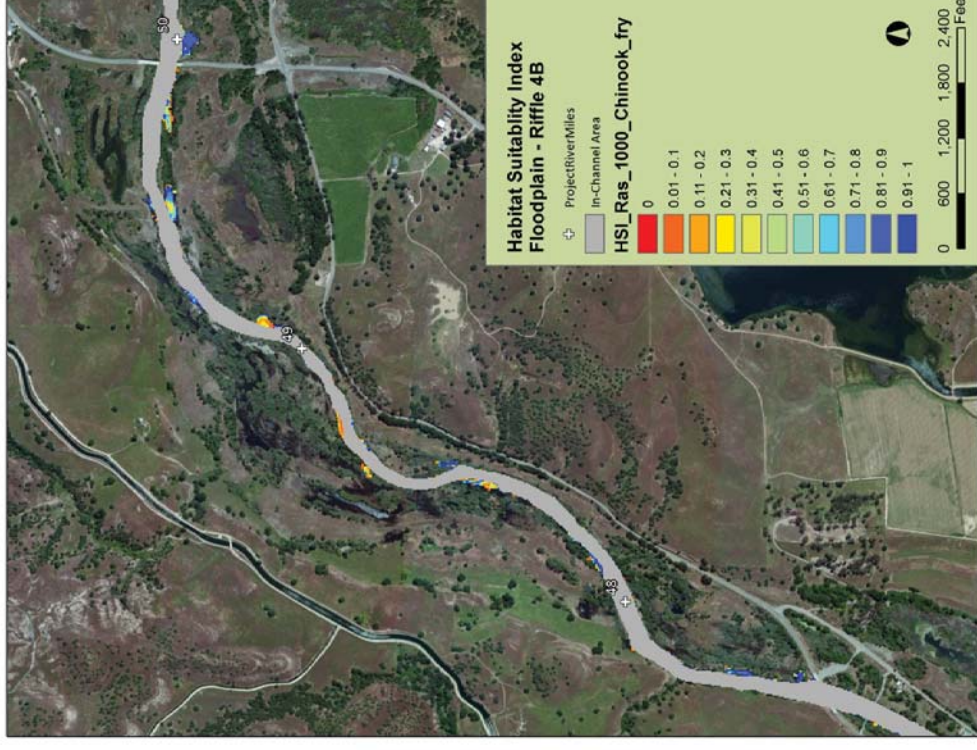 50
49
48
Habitat Suitablity Index
Floodplain - Riffle 4B
ProjectRiverMiles
In-Channel Area
HSI_Ras_1000_Chinook_fry
0
0.01 - 0.1
0.11 - 0.2
0.21 - 0.3
0.31 - 0.4
0.41 - 0.5
0.51 - 0.6
0.61 - 0.7
0.71 - 0.8
0.81 - 0.9
0.91 - 1
0 600 1,200 1,800 2,400
Feet